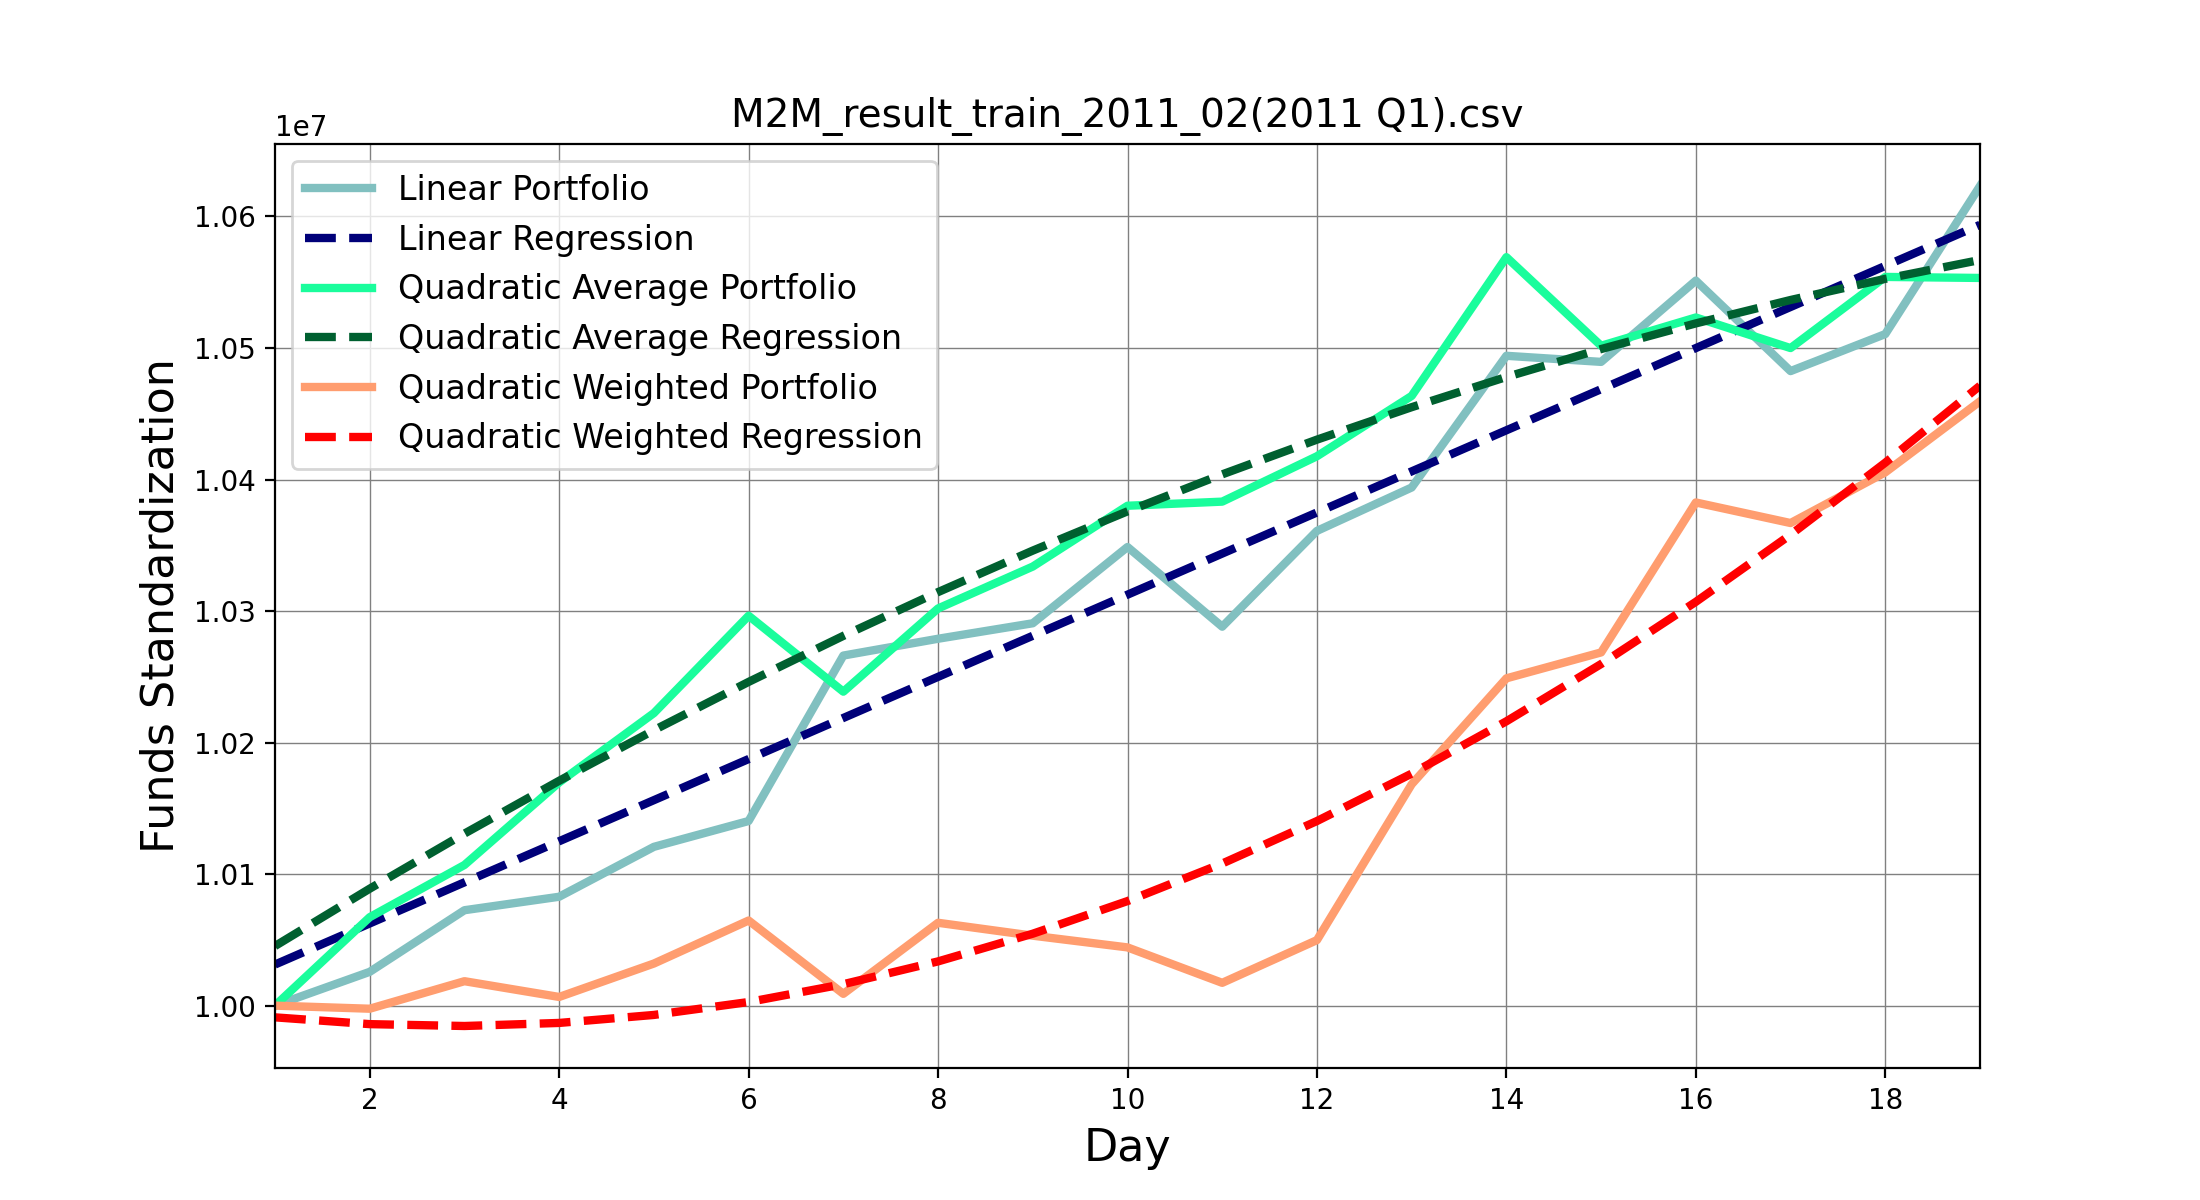 M2M_result_train_2011_02(2011 Q1).csv
1e7
Linear Portfolio
Linear Regression
Quadratic Average Portfolio
Quadratic Average Regression
Quadratic Weighted Portfolio
Quadratic Weighted Regression
1.06
1.05
1.04
1.03
1.02
1.01
1.00
Funds Standardization
2 4 6 8 10 12 14 16 18
Day